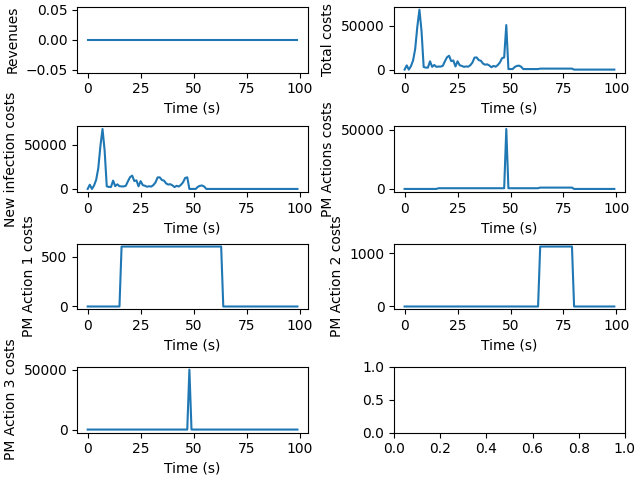 Revenues
0.05
0.00
−0.05
0 25 50 75 100
Time (s)
Total costs
50000
0
0 25 50 75 100
Time (s)
New infection costs
50000
0
0 25 50 75 100
Time (s)
PM Actions costs
50000
0
0 25 50 75 100
Time (s)
PM Action 1 costs
500
0
0 25 50 75 100
Time (s)
PM Action 2 costs
1000
0
0 25 50 75 100
Time (s)
PM Action 3 costs
50000
0
0 25 50 75 100
Time (s)
1.0
0.5
0.0
0.0 0.2 0.4 0.6 0.8 1.0